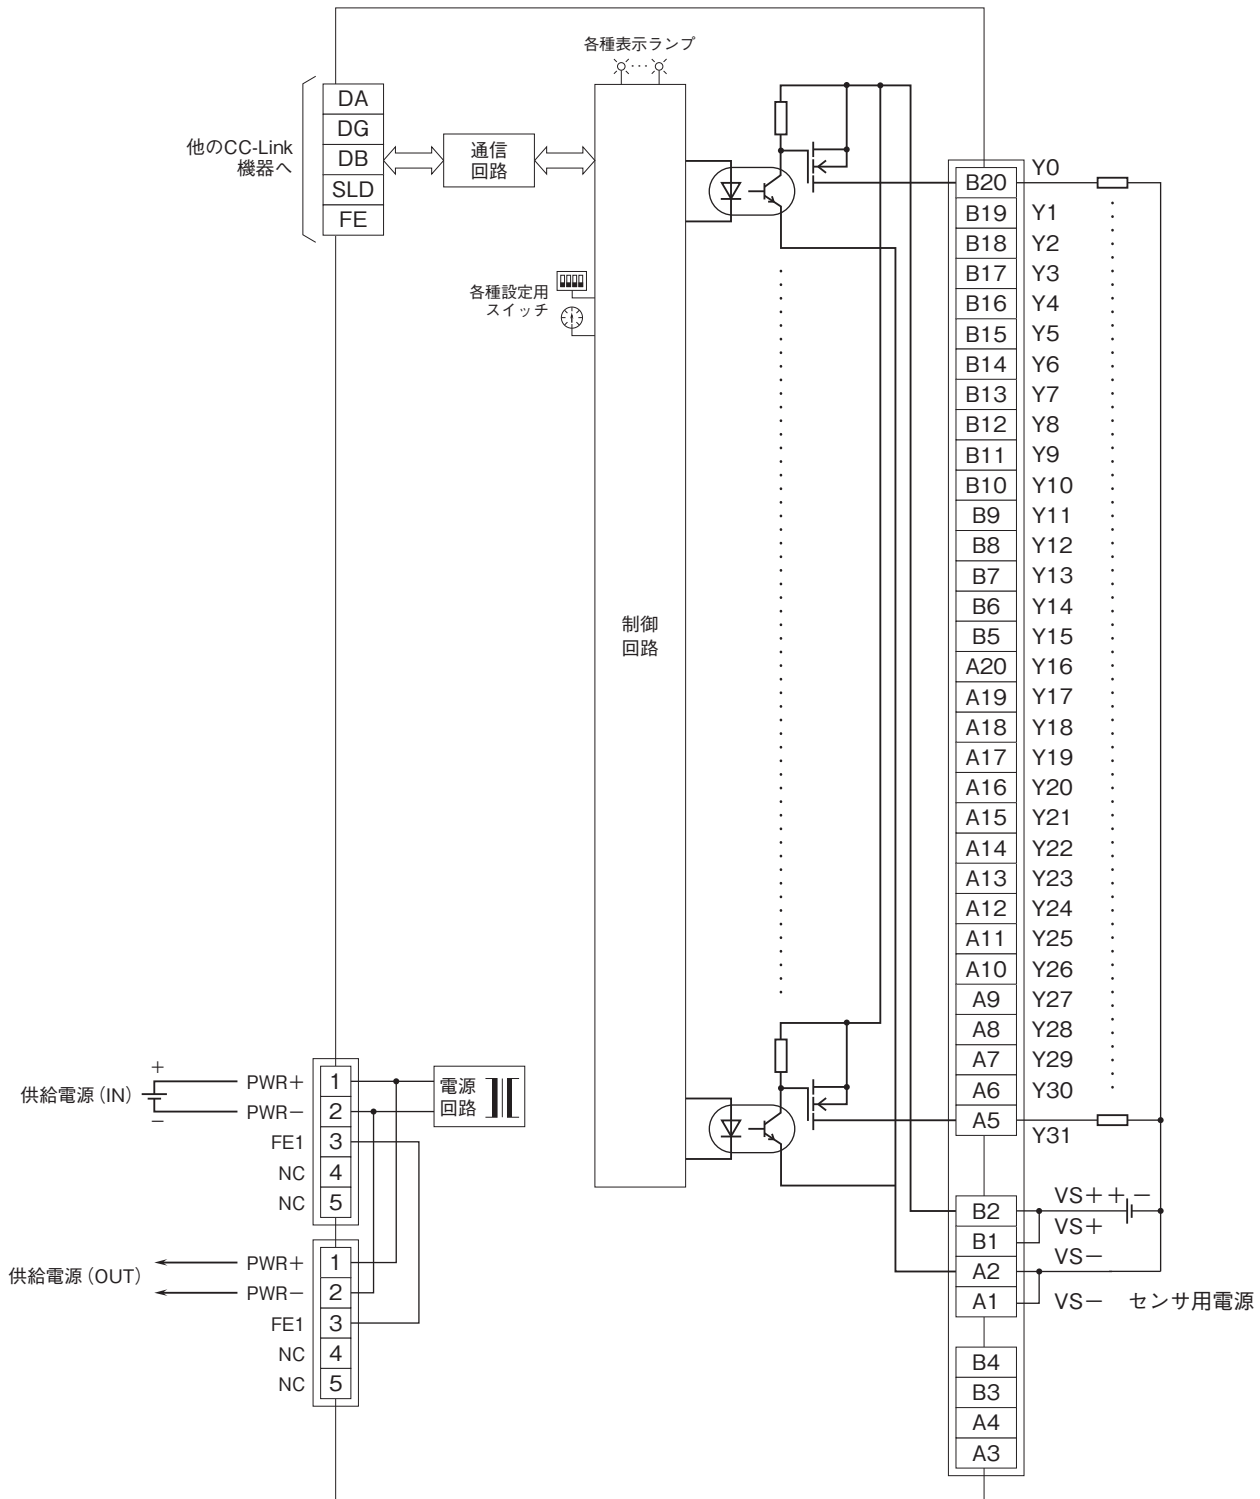 各種表示ランプ
DA
DG
DB
SLD
FE
他のCC-Link
機器へ
通信
回路
各種設定用
スイッチ
制御
回路
B20 Y0
B19 Y1
B18 Y2
B17 Y3
B16 Y4
B15 Y5
B14 Y6
B13 Y7
B12 Y8
B11 Y9
B10 Y10
B9 Y11
B8 Y12
B7 Y13
B6 Y14
B5 Y15
A20 Y16
A19 Y17
A18 Y18
A17 Y19
A16 Y20
A15 Y21
A14 Y22
A13 Y23
A12 Y24
A11 Y25
A10 Y26
A9 Y27
A8 Y28
A7 Y29
A6 Y30
A5 Y31
B2 VS+ + −
B1 VS+
A2 VS−
A1 VS− センサ用電源
B4
B3
A4
A3
供給電源(IN)
+
−
PWR+ 1
PWR− 2
FE1 3
NC 4
NC 5
電源
回路
供給電源(OUT)
PWR+ 1
PWR− 2
FE1 3
NC 4
NC 5